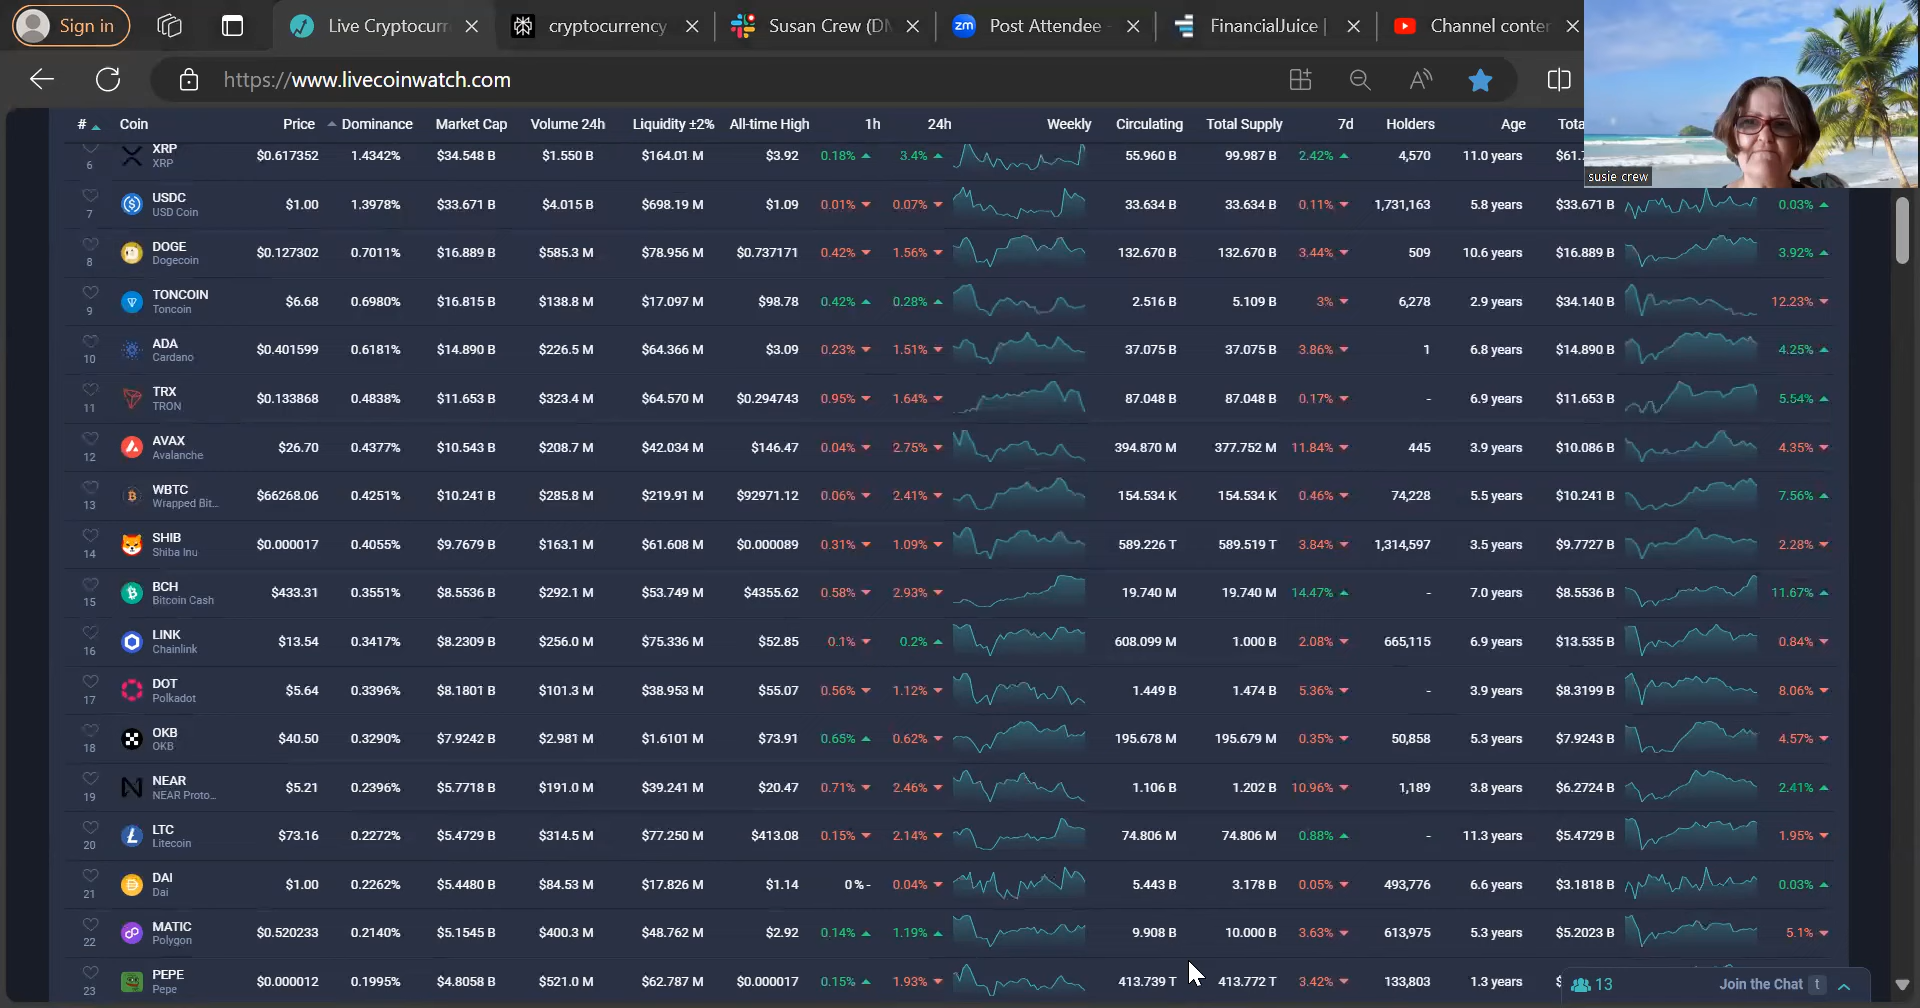 Sign in
Live Cryptocurr
cryptocurrency
Susan Crew (DM
zm Post Attendee -
FinancialJuice |
Channel conter
https://www.livecoinwatch.com
susie crew
# Coin Price Dominance Market Cap Volume 24h Liquidity ±2% All-time High 1h 24h Weekly Circulating Total Supply 7d Holders Age Tota
6 XRP $0.617352 1.4342% $34.548 B $1.550 B $164.01 M $3.92 0.18% 3.4% 55.960 B 99.987 B 2.42% 4,570 11.0 years $61.7
XRP
7 USDC $1.00 1.3978% $33.671 B $4.015 B $698.19 M $1.09 0.01% 0.07% 33.634 B 33.634 B 0.11% 1,731,163 5.8 years $33.671 B 0.03%
USD Coin
8 DOGE $0.127302 0.7011% $16.889 B $585.3 M $78.956 M $0.737171 0.42% 1.56% 132.670 B 132.670 B 3.44% 509 10.6 years $16.889 B 3.92%
Dogecoin
9 TONCOIN $6.68 0.6980% $16.815 B $138.8 M $17.097 M $98.78 0.42% 0.28% 2.516 B 5.109 B 3% 6,278 2.9 years $34.140 B 12.23%
Toncoin
10 ADA $0.401599 0.6181% $14.890 B $226.5 M $64.366 M $3.09 0.23% 1.51% 37.075 B 37.075 B 3.86% 1 6.8 years $14.890 B 4.25%
Cardano
11 TRX $0.133868 0.4838% $11.653 B $323.4 M $64.570 M $0.294743 0.95% 1.64% 87.048 B 87.048 B 0.17% - 6.9 years $11.653 B 5.54%
TRON
12 AVAX $26.70 0.4377% $10.543 B $208.7 M $42.034 M $146.47 0.04% 2.75% 394.870 M 377.752 M 11.84% 445 3.9 years $10.086 B 4.35%
Avalanche
13 WBTC $66268.06 0.4251% $10.241 B $285.8 M $219.91 M $92971.12 0.06% 2.41% 154.534 K 154.534 K 0.46% 74,228 5.5 years $10.241 B 7.56%
Wrapped Bit...
14 SHIB $0.000017 0.4055% $9.7679 B $163.1 M $61.608 M $0.000089 0.31% 1.09% 589.226 T 589.519 T 3.84% 1,314,597 3.5 years $9.7727 B 2.28%
Shiba Inu
15 BCH $433.31 0.3551% $8.5536 B $292.1 M $53.749 M $4355.62 0.58% 2.93% 19.740 M 19.740 M 14.47% - 7.0 years $8.5536 B 11.67%
Bitcoin Cash
16 LINK $13.54 0.3417% $8.2309 B $256.0 M $75.336 M $52.85 0.1% 0.2% 608.099 M 1.000 B 2.08% 665,115 6.9 years $13.535 B 0.84%
Chainlink
17 DOT $5.64 0.3396% $8.1801 B $101.3 M $38.953 M $55.07 0.56% 1.12% 1.449 B 1.474 B 5.36% - 3.9 years $8.3199 B 8.06%
Polkadot
18 OKB $40.50 0.3290% $7.9242 B $2.981 M $1.6101 M $73.91 0.65% 0.62% 195.678 M 195.679 M 0.35% 50,858 5.3 years $7.9243 B 4.57%
OKB
19 NEAR $5.21 0.2396% $5.7718 B $191.0 M $39.241 M $20.47 0.71% 2.46% 1.106 B 1.202 B 10.96% 1,189 3.8 years $6.2724 B 2.41%
NEAR Proto...
20 LTC $73.16 0.2272% $5.4729 B $314.5 M $77.250 M $413.08 0.15% 2.14% 74.806 M 74.806 M 0.88% - 11.3 years $5.4729 B 1.95%
Litecoin
21 DAI $1.00 0.2262% $5.4480 B $84.53 M $17.826 M $1.14 0% - 0.04% 5.443 B 3.178 B 0.05% 493,776 6.6 years $3.1818 B 0.03%
Dai
22 MATIC $0.520233 0.2140% $5.1545 B $400.3 M $48.762 M $2.92 0.14% 1.19% 9.908 B 10.000 B 3.63% 613,975 5.3 years $5.2023 B 5.1%
Polygon
23 PEPE $0.000012 0.1995% $4.8058 B $521.0 M $62.787 M $0.000017 0.15% 1.93% 413.739 T 413.772 T 3.42% 133,803 1.3 years $
Pepe
13 Join the Chat t